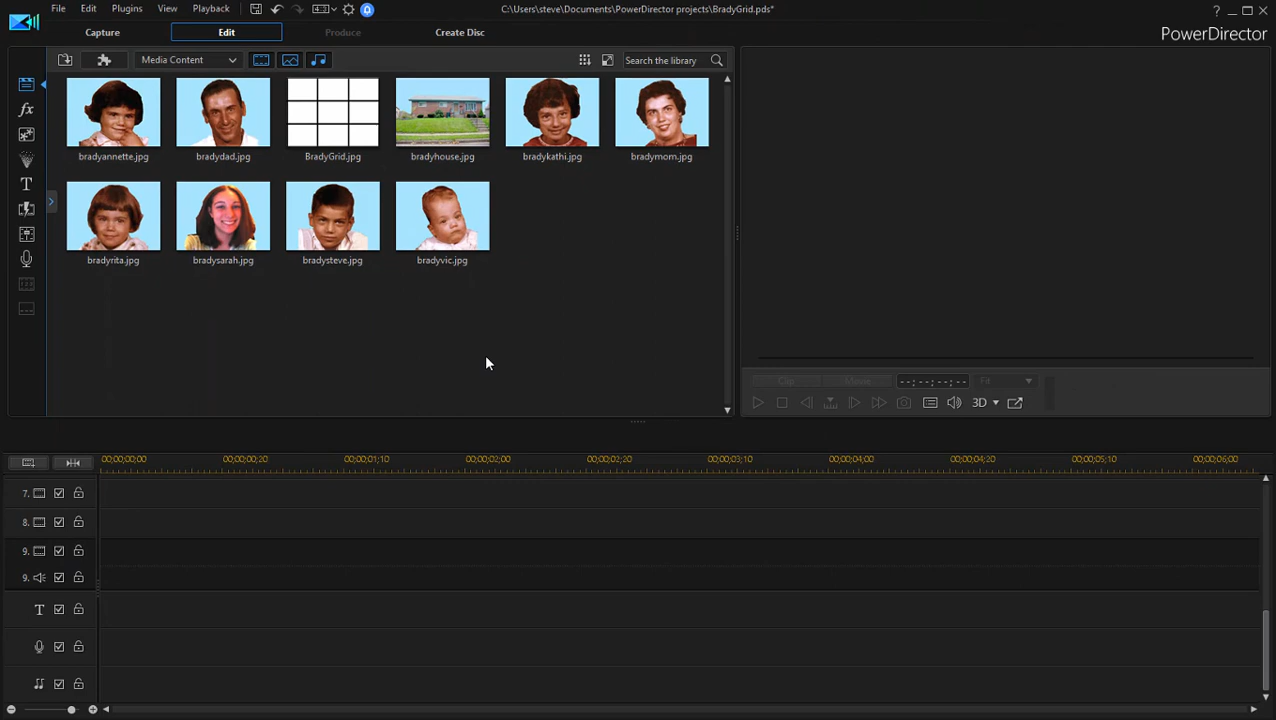 File Edit Plugins View Playback 4:3 C:\Users\steve\Documents\PowerDirector projects\BradyGrid.pds* ?
Capture Edit Produce Create Disc PowerDirector
Media Content Search the library
fx
T
bradyannette.jpg bradydad.jpg BradyGrid.jpg bradyhouse.jpg bradykathi.jpg bradymom.jpg
bradyrita.jpg bradysarah.jpg bradysteve.jpg bradyvic.jpg
Clip Movie --;--;--;-- Fit
3D
00;00;00;00 00;00;00;20 00;00;01;10 00;00;02;00 00;00;02;20 00;00;03;10 00;00;04;00 00;00;04;20 00;00;05;10 00;00;06;00
7.
8.
9.
9.
T